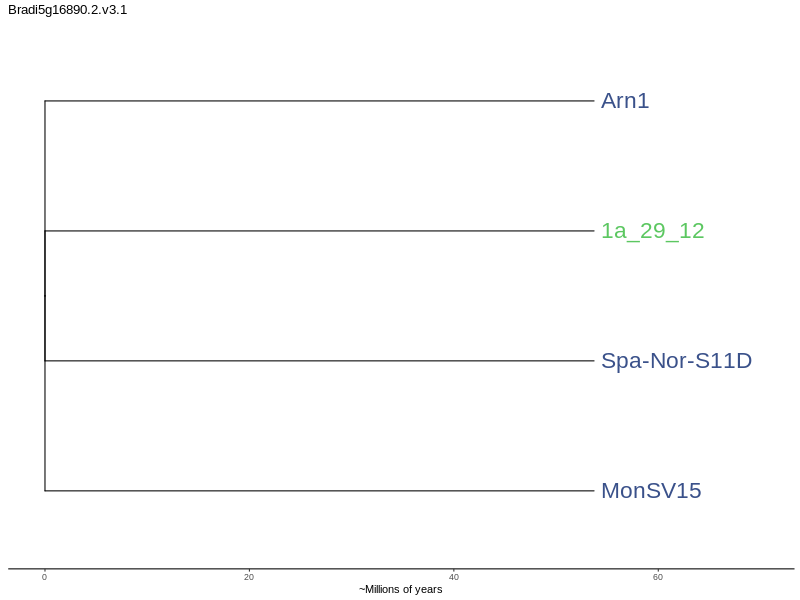 Bradi5g16890.2.v3.1
Arn1
1a_29_12
Spa-Nor-S11D
MonSV15
0 20 40 60
~Millions of years